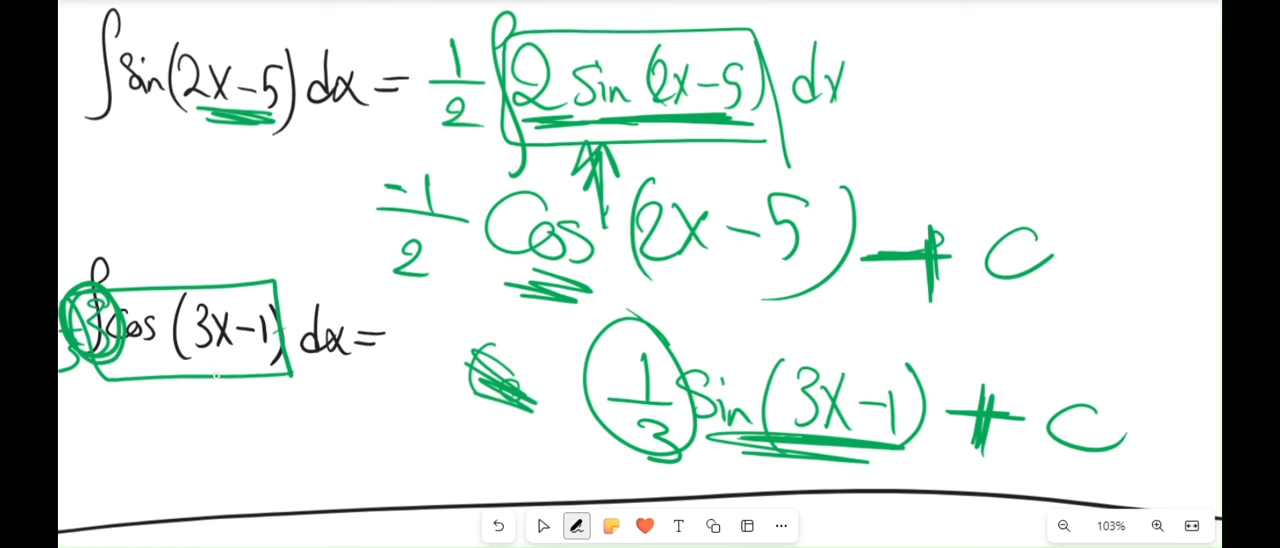 ∫sin(2x-5)dx = 1/2 ∫2 sin(2x-5) dx
-1/2 Cos(2x-5) + C
∫3 Cos(3x-1) dx =
1/3 Sin(3x-1) + C
103%